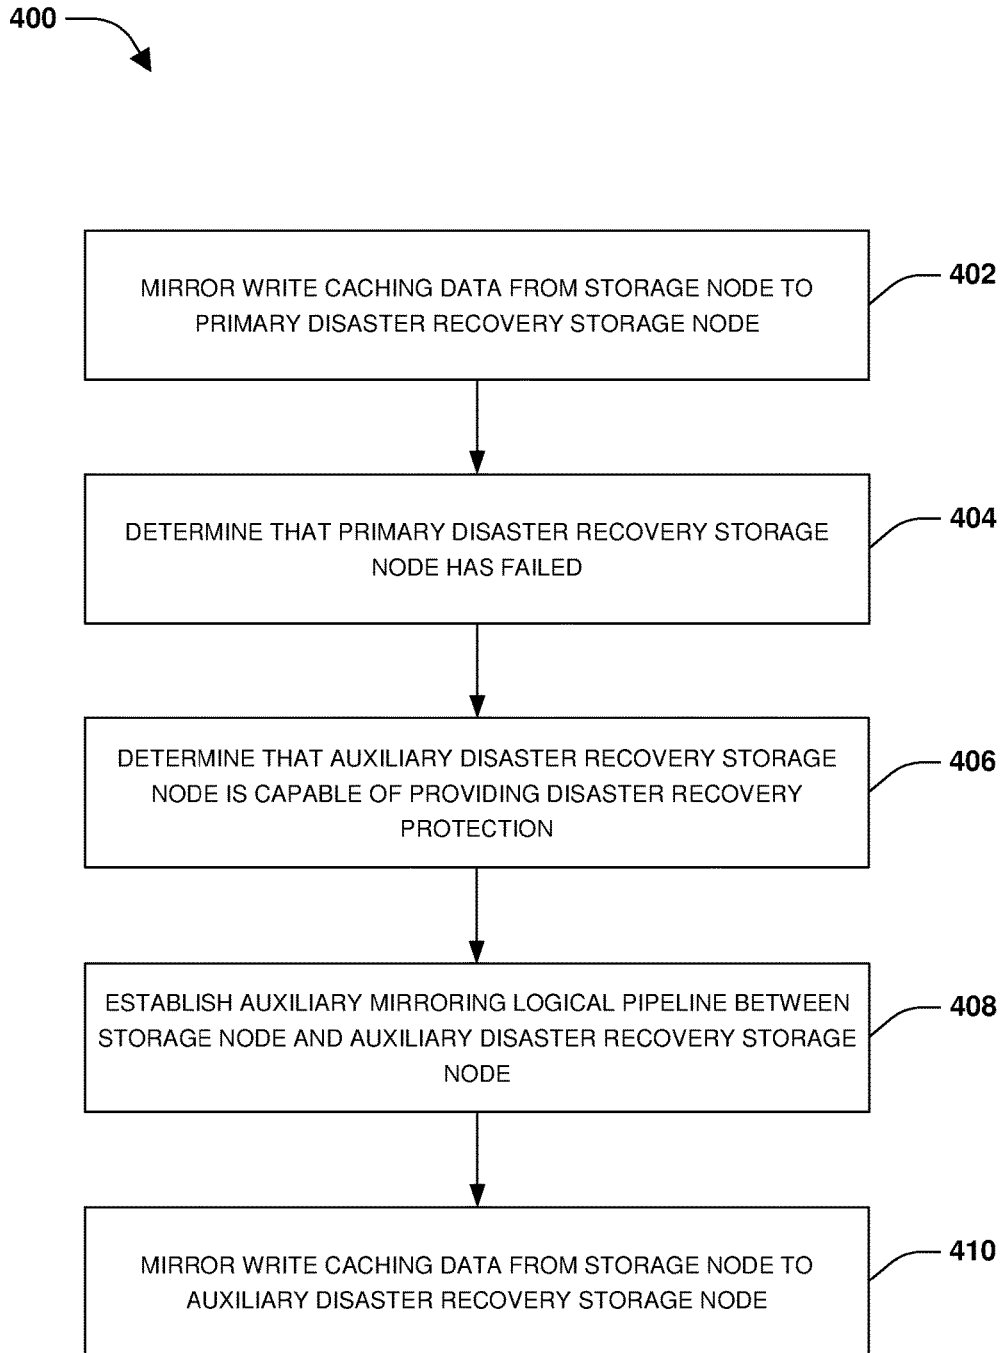 400
MIRROR WRITE CACHING DATA FROM STORAGE NODE TO
PRIMARY DISASTER RECOVERY STORAGE NODE
402
DETERMINE THAT PRIMARY DISASTER RECOVERY STORAGE
NODE HAS FAILED
404
DETERMINE THAT AUXILIARY DISASTER RECOVERY STORAGE
NODE IS CAPABLE OF PROVIDING DISASTER RECOVERY
PROTECTION
406
ESTABLISH AUXILIARY MIRRORING LOGICAL PIPELINE BETWEEN
STORAGE NODE AND AUXILIARY DISASTER RECOVERY STORAGE
NODE
408
MIRROR WRITE CACHING DATA FROM STORAGE NODE TO
AUXILIARY DISASTER RECOVERY STORAGE NODE
410